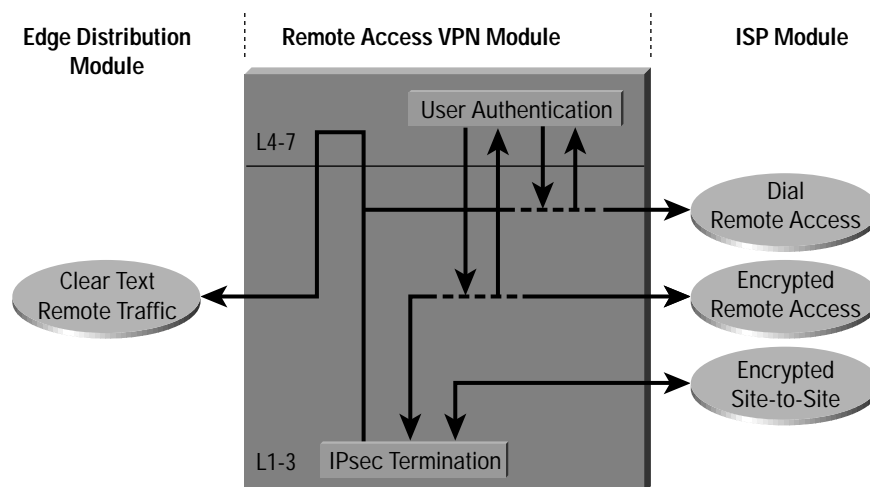 Edge Distribution
Module
Remote Access VPN Module
ISP Module
User Authentication
L4-7
Dial
Remote Access
Clear Text
Remote Traffic
Encrypted
Remote Access
Encrypted
Site-to-Site
L1-3
IPsec Termination